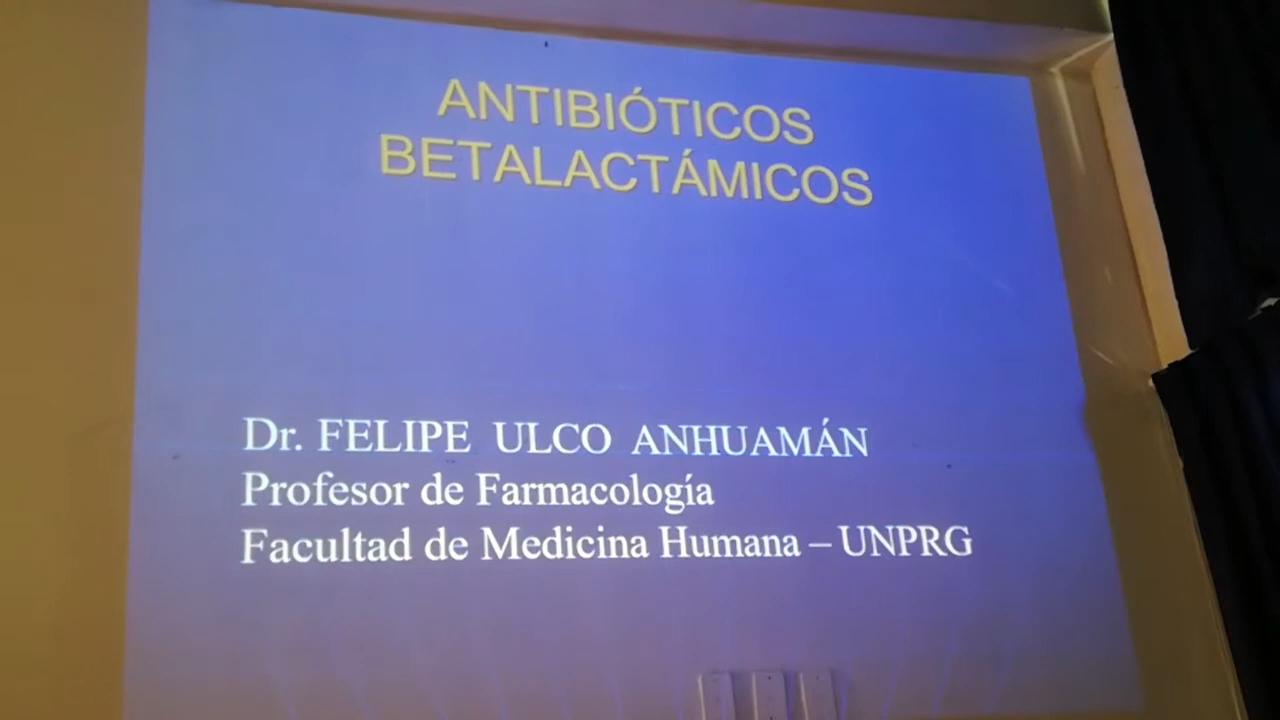 ANTIBIÓTICOS
BETALACTÁMICOS
Dr. FELIPE ULCO ANHUAMÁN
Profesor de Farmacología
Facultad de Medicina Humana – UNPRG